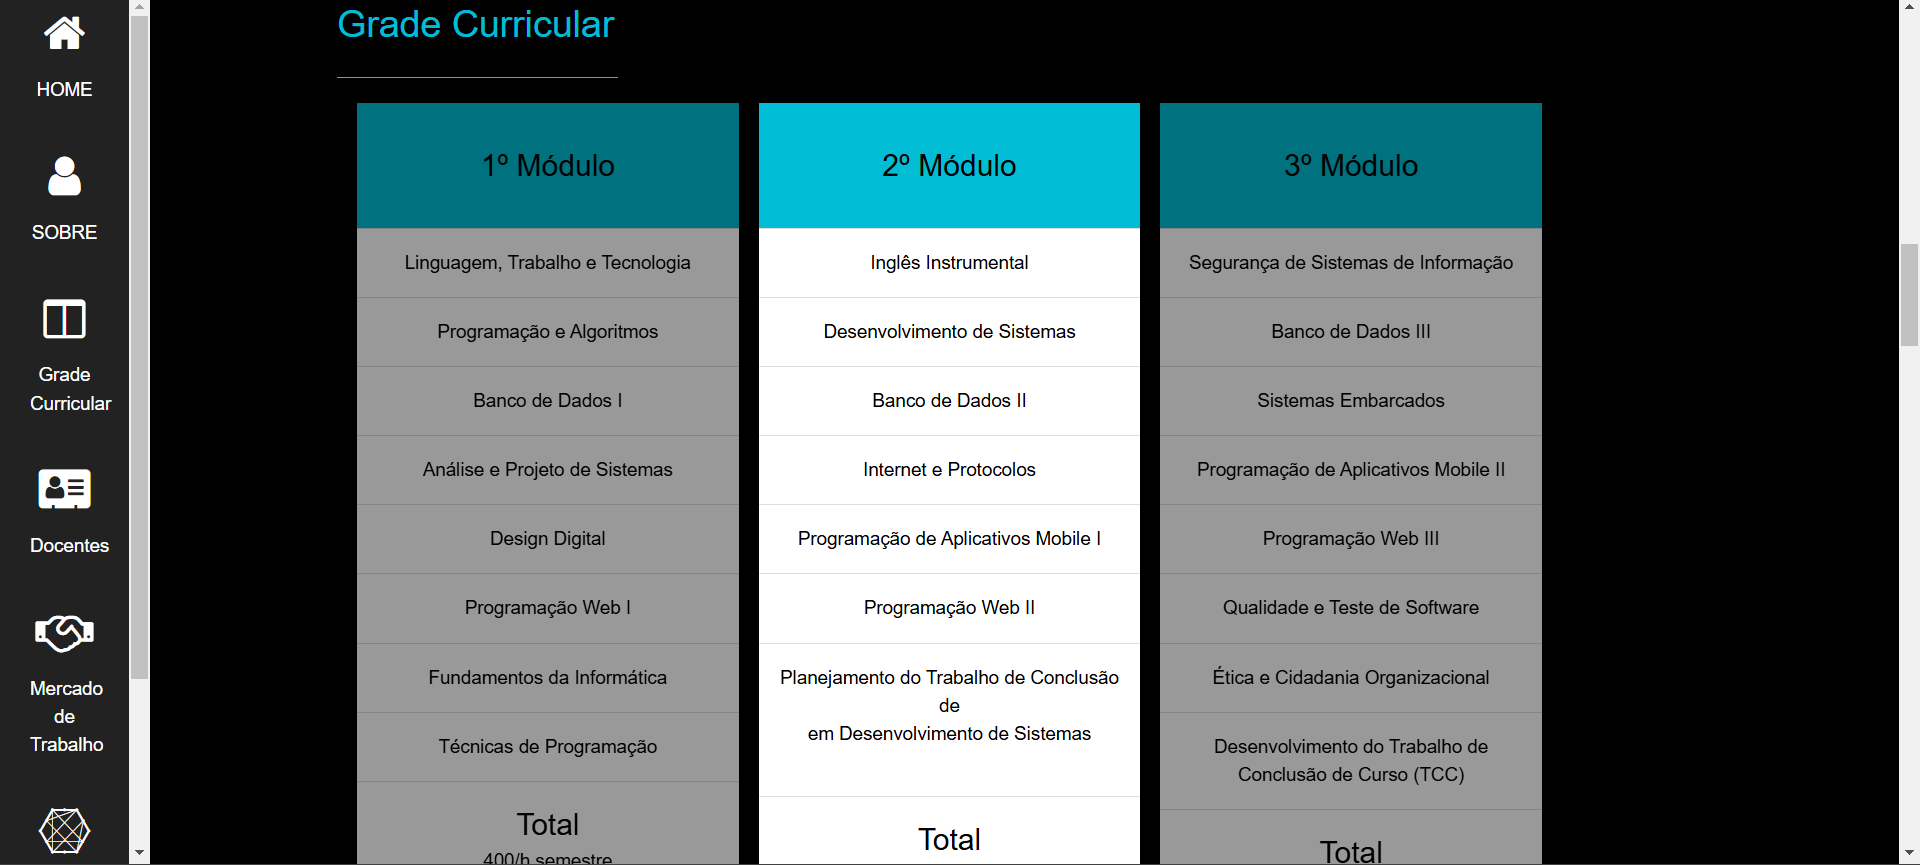 HOME
SOBRE
Grade
Curricular
Docentes
Mercado
de
Trabalho
Grade Curricular
1º Módulo
Linguagem, Trabalho e Tecnologia
Programação e Algoritmos
Banco de Dados I
Análise e Projeto de Sistemas
Design Digital
Programação Web I
Fundamentos da Informática
Técnicas de Programação
Total
400/h semestre
2º Módulo
Inglês Instrumental
Desenvolvimento de Sistemas
Banco de Dados II
Internet e Protocolos
Programação de Aplicativos Mobile I
Programação Web II
Planejamento do Trabalho de Conclusão
de
em Desenvolvimento de Sistemas
Total
3º Módulo
Segurança de Sistemas de Informação
Banco de Dados III
Sistemas Embarcados
Programação de Aplicativos Mobile II
Programação Web III
Qualidade e Teste de Software
Ética e Cidadania Organizacional
Desenvolvimento do Trabalho de
Conclusão de Curso (TCC)
Total